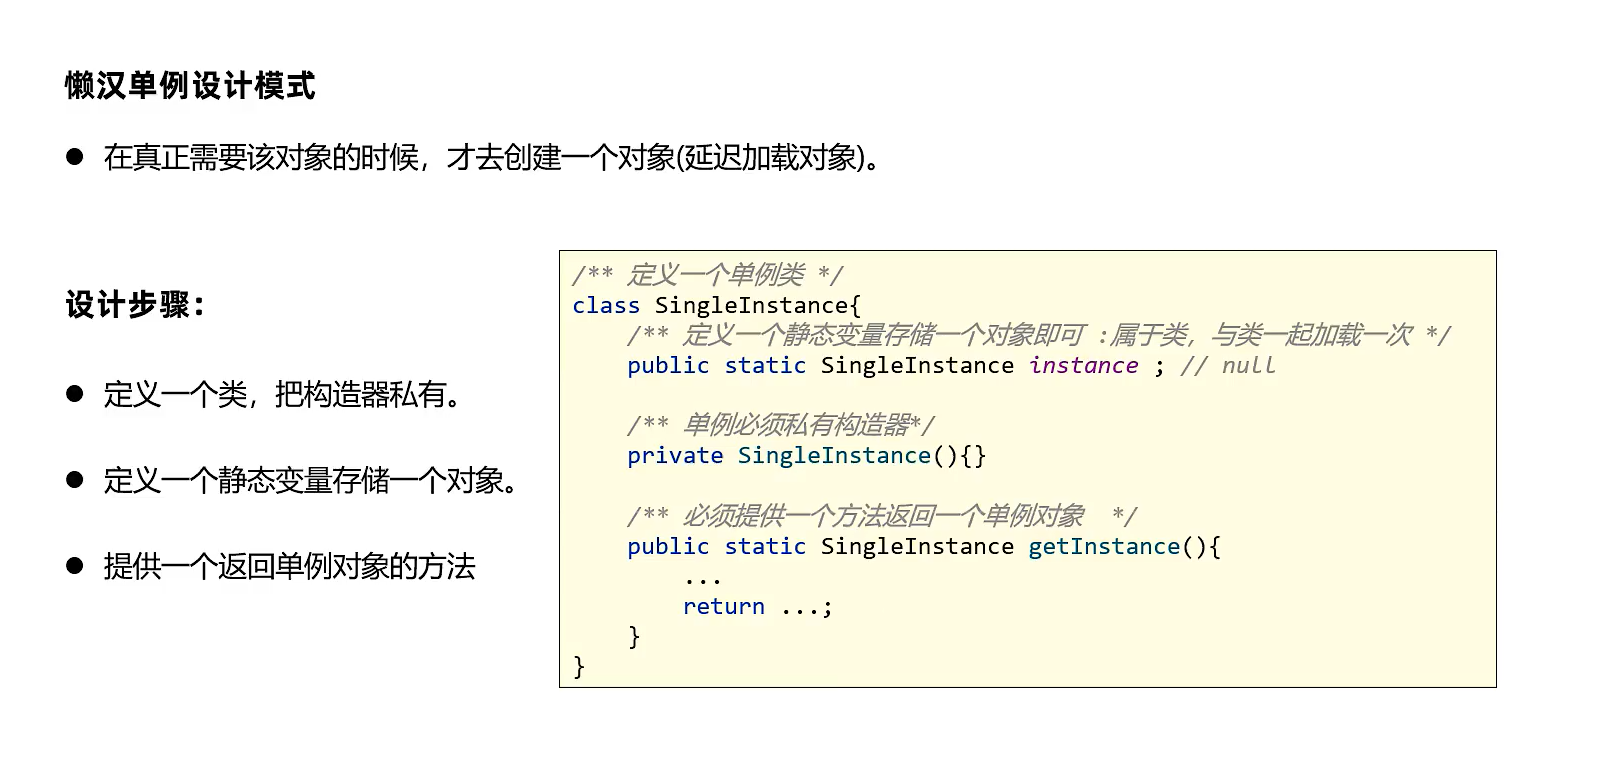 懒汉单例设计模式
● 在真正需要该对象的时候，才去创建一个对象(延迟加载对象)。
设计步骤：
● 定义一个类，把构造器私有。
● 定义一个静态变量存储一个对象。
● 提供一个返回单例对象的方法
/** 定义一个单例类 */
class SingleInstance{
    /** 定义一个静态变量存储一个对象即可 :属于类，与类一起加载一次 */
    public static SingleInstance instance ; // null
    /** 单例必须私有构造器*/
    private SingleInstance(){}
    /** 必须提供一个方法返回一个单例对象  */
    public static SingleInstance getInstance(){
        ...
        return ...;
    }
}